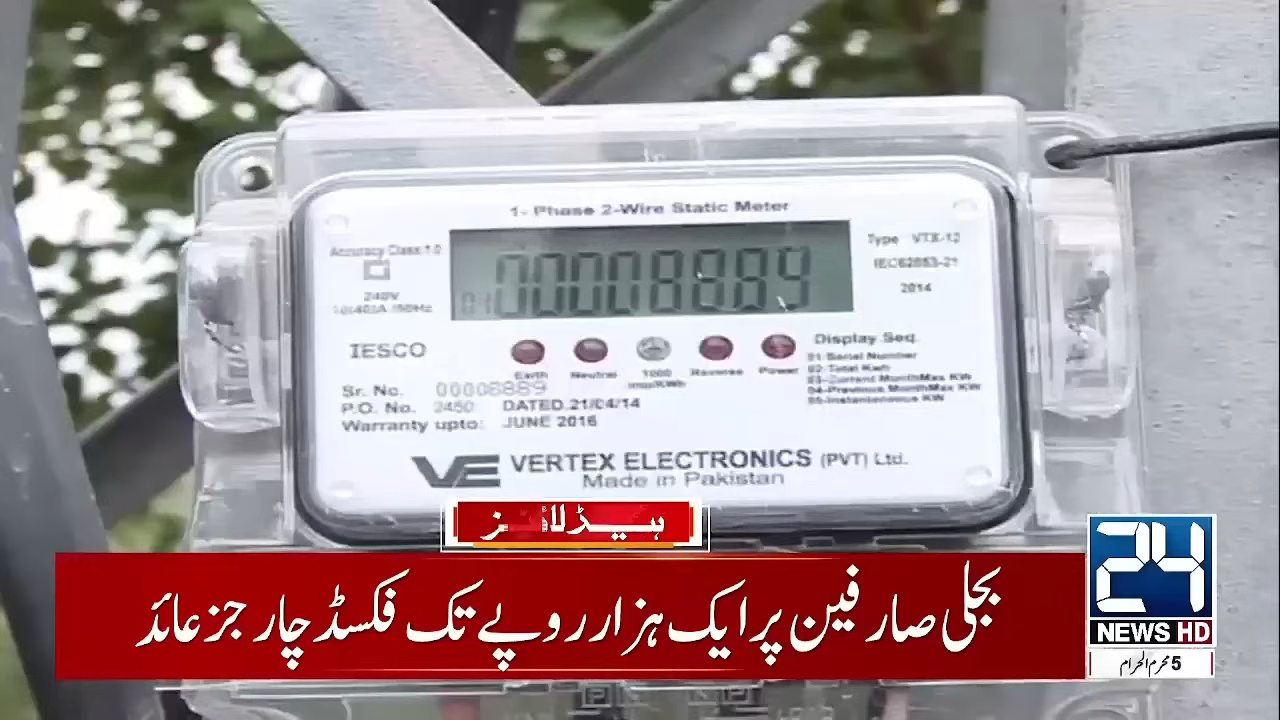 1- Phase 2-Wire Static Meter
Accuracy Class 1.0
240V
10(40)A /50Hz
01 00008889
Type VTX-12
IEC62053-21
2014
IESCO
Earth Neutral 1000 imp/KWh Reverse Power
Display Seq.
01-Serial Number
02-Total Kwh
03-Current MonthMax KW
04-Previous MonthMax KW
05-Instantaneous KW
Sr. No. 00008889
P.O. No. 2450 DATED.21/04/14
Warranty upto: JUNE 2016
VE VERTEX ELECTRONICS (PVT) Ltd.
Made in Pakistan
ہیڈلائنز
بجلی صارفین پر ایک ہزار روپے تک فکسڈ چارجز عائد
24
NEWS HD
5 محرم الحرام